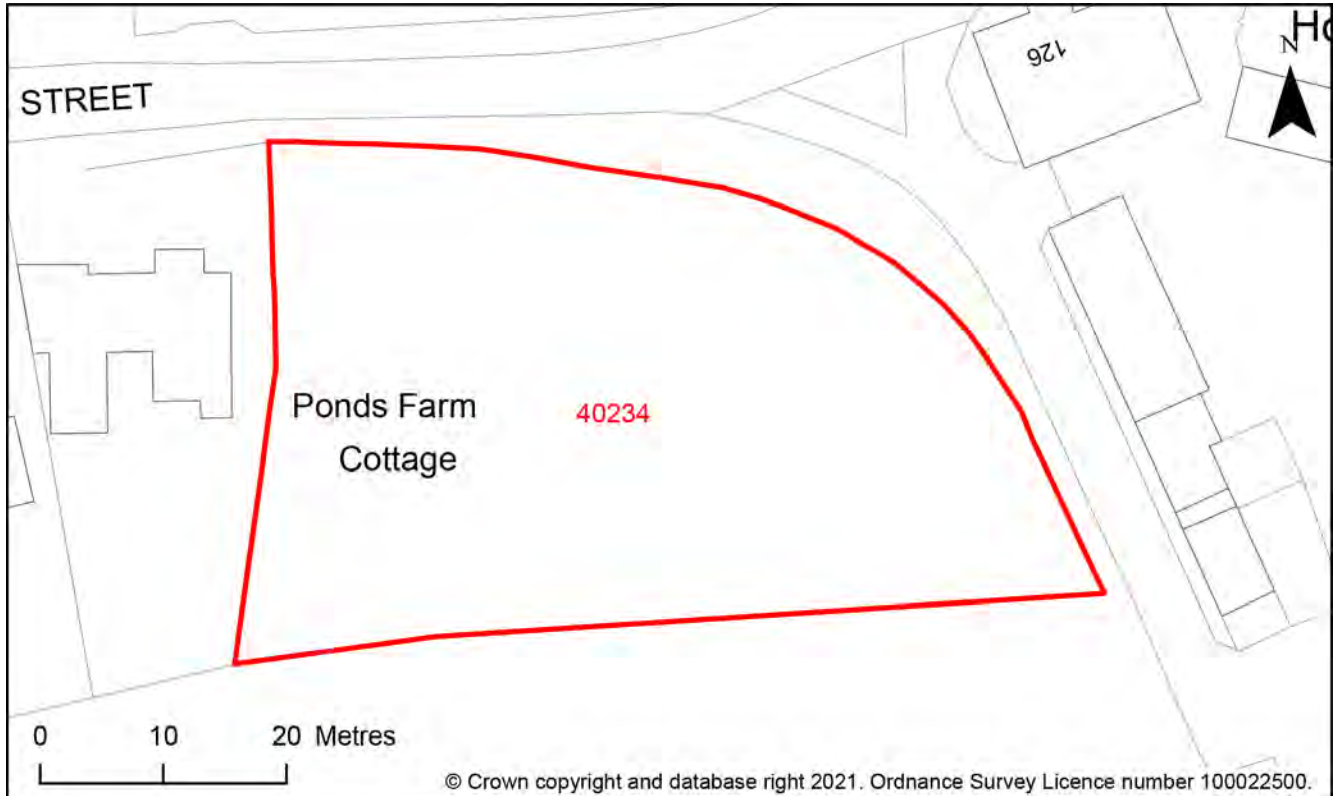 Ho
126
N
STREET
Ponds Farm
Cottage
40234
0 10 20 Metres
© Crown copyright and database right 2021. Ordnance Survey Licence number 100022500.